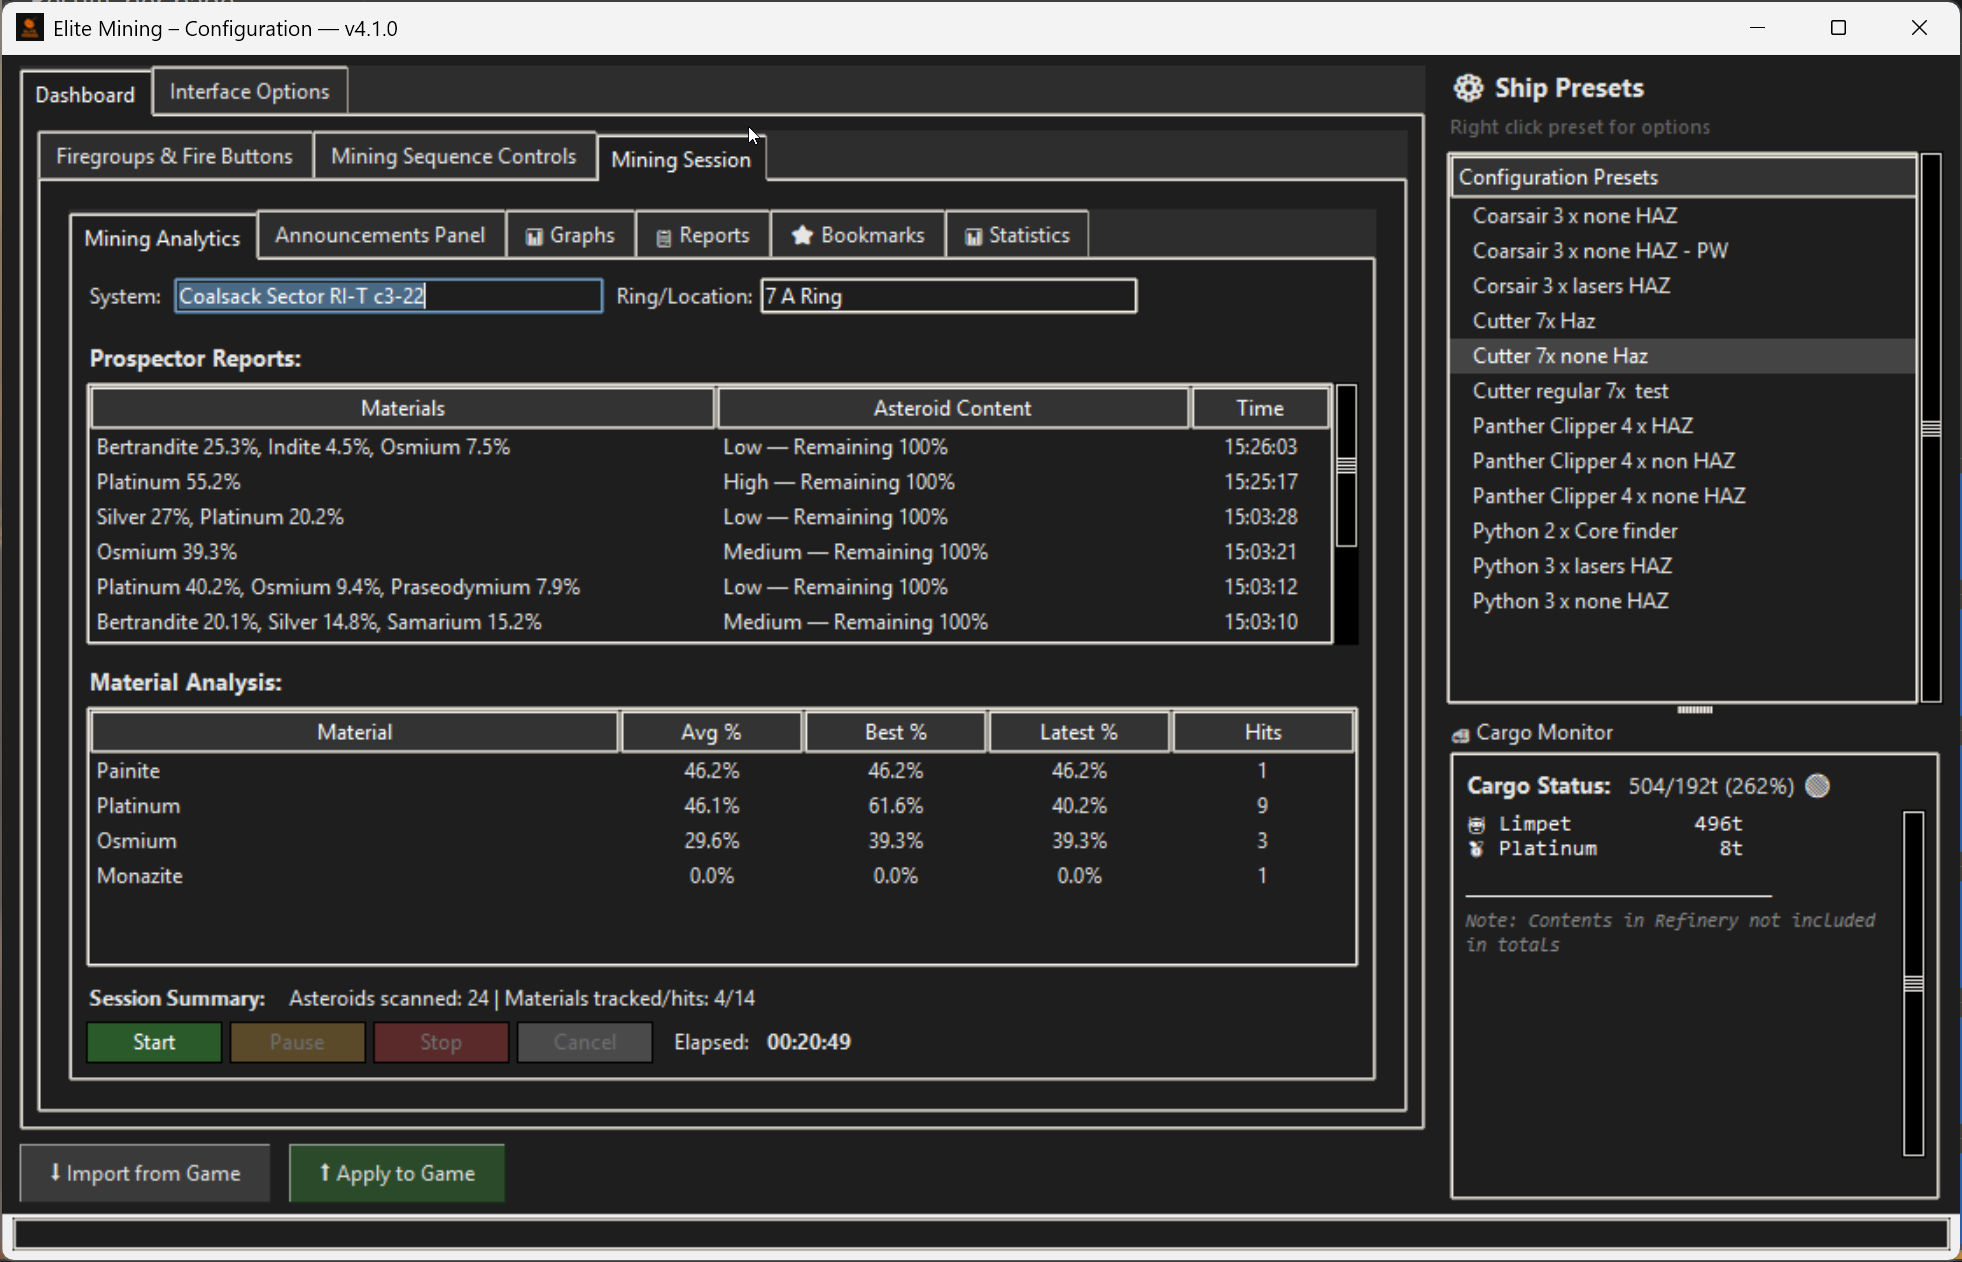 Elite Mining – Configuration — v4.1.0
Dashboard
Interface Options
Firegroups & Fire Buttons
Mining Sequence Controls
Mining Session
Mining Analytics
Announcements Panel
Graphs
Reports
Bookmarks
Statistics
System: Coalsack Sector RI-T c3-22 Ring/Location: 7 A Ring
Prospector Reports:
Materials Asteroid Content Time
Bertrandite 25.3%, Indite 4.5%, Osmium 7.5% Low — Remaining 100% 15:26:03
Platinum 55.2% High — Remaining 100% 15:25:17
Silver 27%, Platinum 20.2% Low — Remaining 100% 15:03:28
Osmium 39.3% Medium — Remaining 100% 15:03:21
Platinum 40.2%, Osmium 9.4%, Praseodymium 7.9% Low — Remaining 100% 15:03:12
Bertrandite 20.1%, Silver 14.8%, Samarium 15.2% Medium — Remaining 100% 15:03:10
Material Analysis:
Material Avg % Best % Latest % Hits
Painite 46.2% 46.2% 46.2% 1
Platinum 46.1% 61.6% 40.2% 9
Osmium 29.6% 39.3% 39.3% 3
Monazite 0.0% 0.0% 0.0% 1
Session Summary: Asteroids scanned: 24 | Materials tracked/hits: 4/14
Start Pause Stop Cancel Elapsed: 00:20:49
⬇ Import from Game
⬆ Apply to Game
Ship Presets
Right click preset for options
Configuration Presets
Coarsair 3 x none HAZ
Coarsair 3 x none HAZ - PW
Corsair 3 x lasers HAZ
Cutter 7x Haz
Cutter 7x none Haz
Cutter regular 7x  test
Panther Clipper 4 x HAZ
Panther Clipper 4 x non HAZ
Panther Clipper 4 x none HAZ
Python 2 x Core finder
Python 3 x lasers HAZ
Python 3 x none HAZ
Cargo Monitor
Cargo Status: 504/192t (262%)
Limpet 496t
Platinum 8t
Note: Contents in Refinery not included
in totals